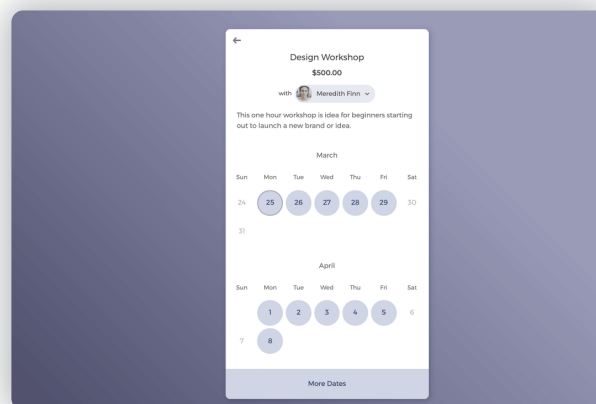 Design Workshop
$500.00
with Meredith Finn
This one hour workshop is idea for beginners starting
out to launch a new brand or idea.
March
Sun Mon Tue Wed Thu Fri Sat
24 25 26 27 28 29 30
31
April
Sun Mon Tue Wed Thu Fri Sat
1 2 3 4 5 6
7 8
More Dates